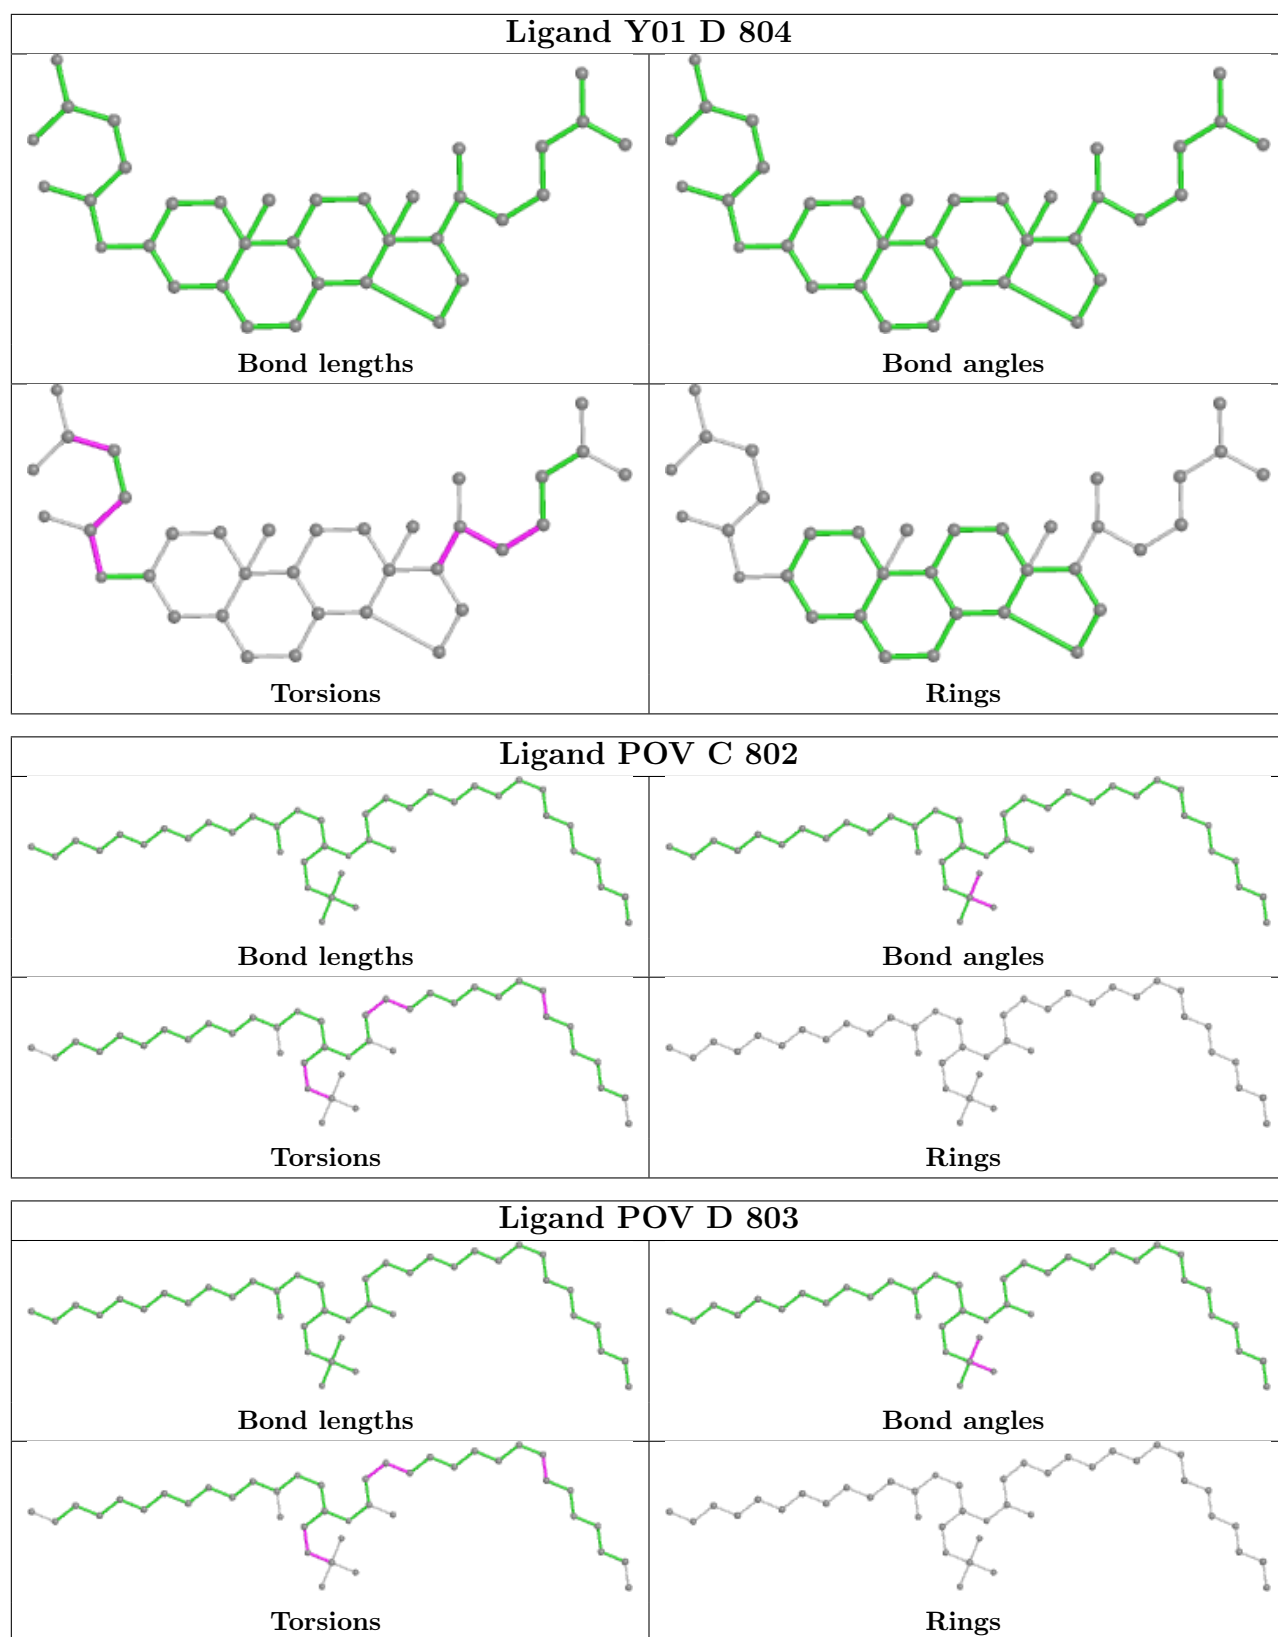 Ligand Y01 D 804
Bond lengths
Bond angles
Torsions
Rings
Ligand POV C 802
Bond lengths
Bond angles
Torsions
Rings
Ligand POV D 803
Bond lengths
Bond angles
Torsions
Rings